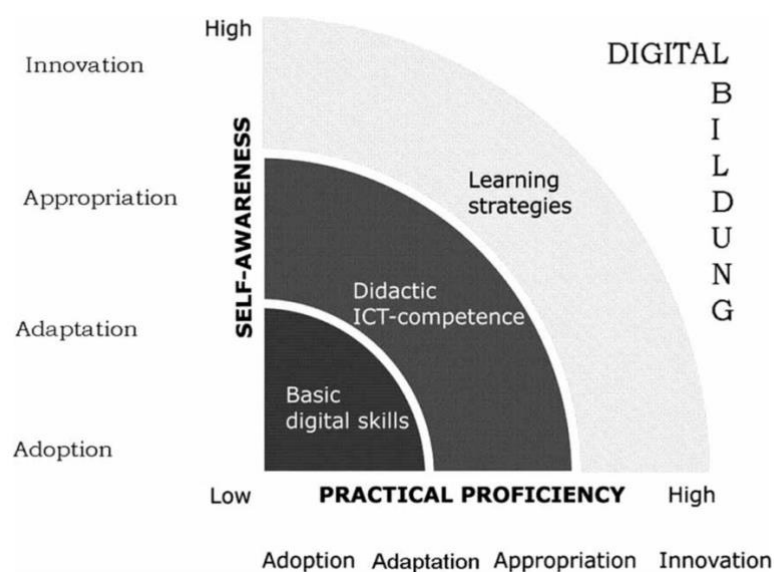 High
DIGITAL
BILDUNG
Innovation
Learning
strategies
Appropriation
SELF-AWARENESS
Didactic
ICT-competence
Adaptation
Basic
digital skills
Adoption
Low PRACTICAL PROFICIENCY High
Adoption Adaptation Appropriation Innovation